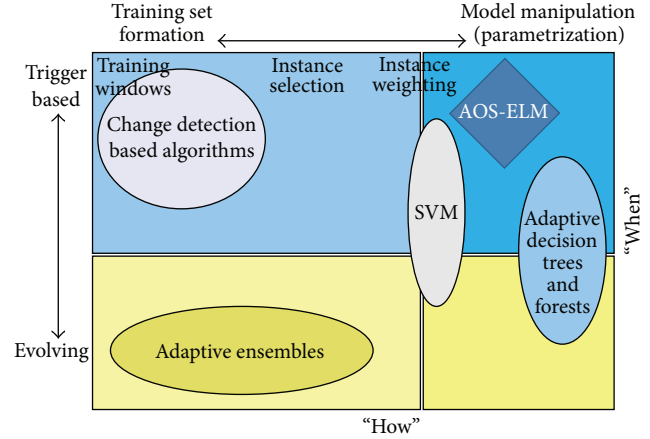 Training set
formation
Model manipulation
(parametrization)
Trigger
based
Training
windows
Instance
selection
Instance
weighting
Change detection
based algorithms
AOS-ELM
SVM
Adaptive
decision
trees
and
forests
"When"
Evolving
Adaptive ensembles
"How"